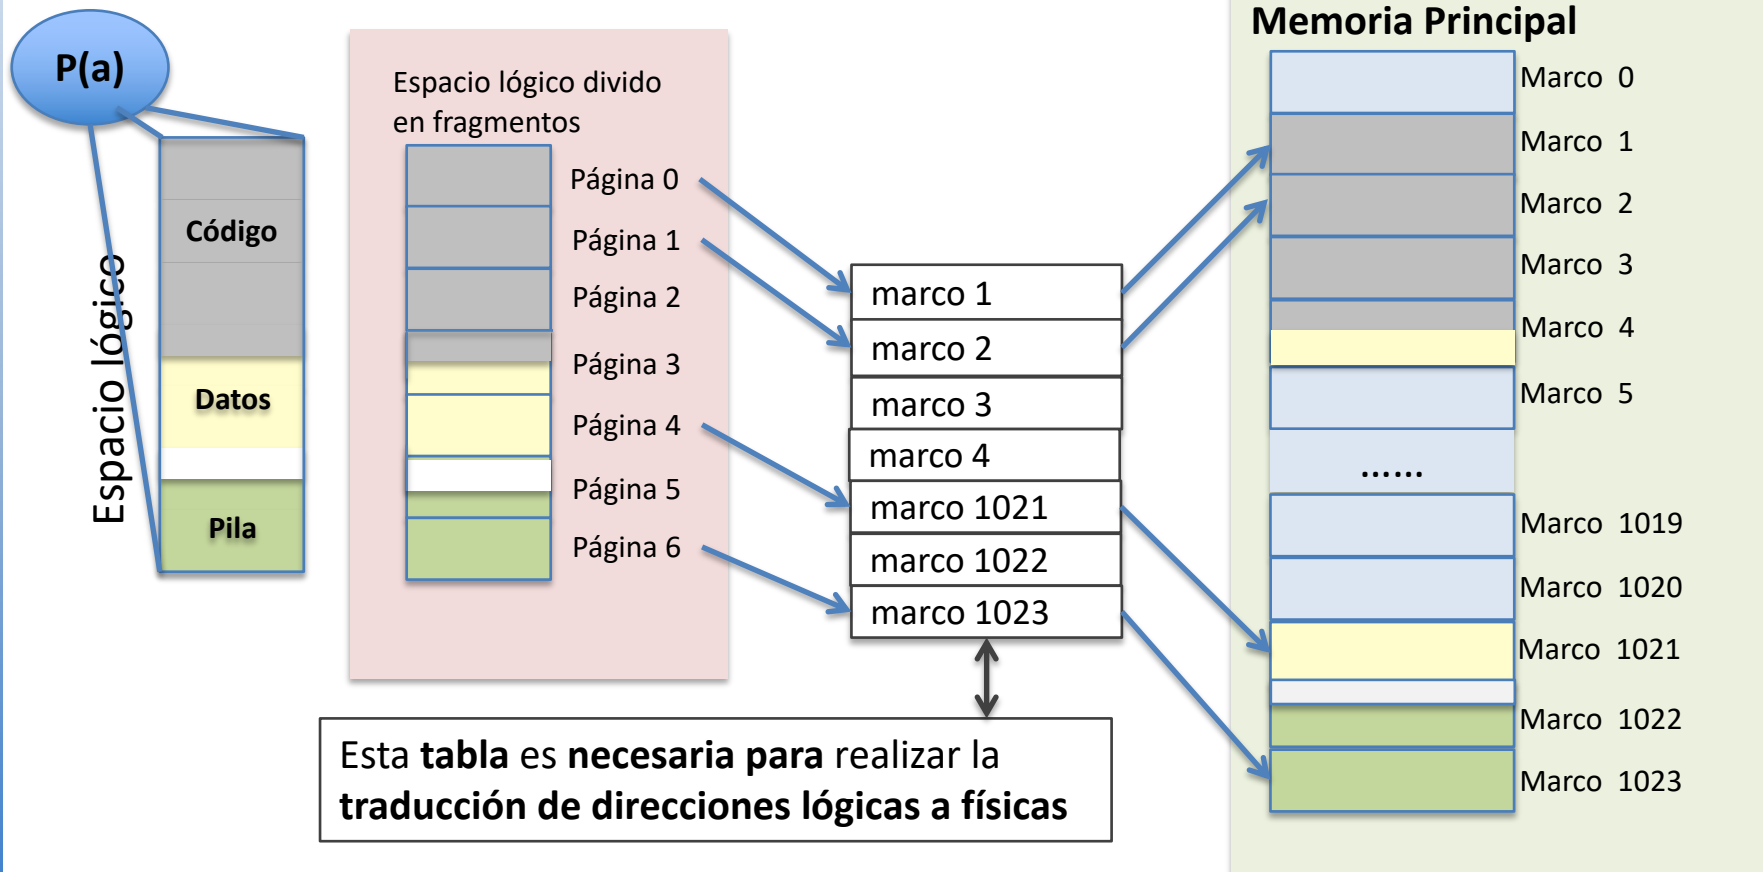 P(a)
Espacio lógico
Código
Datos
Pila
Espacio lógico divido
en fragmentos
Página 0
Página 1
Página 2
Página 3
Página 4
Página 5
Página 6
marco 1
marco 2
marco 3
marco 4
marco 1021
marco 1022
marco 1023
Esta tabla es necesaria para realizar la
traducción de direcciones lógicas a físicas
Memoria Principal
Marco 0
Marco 1
Marco 2
Marco 3
Marco 4
Marco 5
......
Marco 1019
Marco 1020
Marco 1021
Marco 1022
Marco 1023